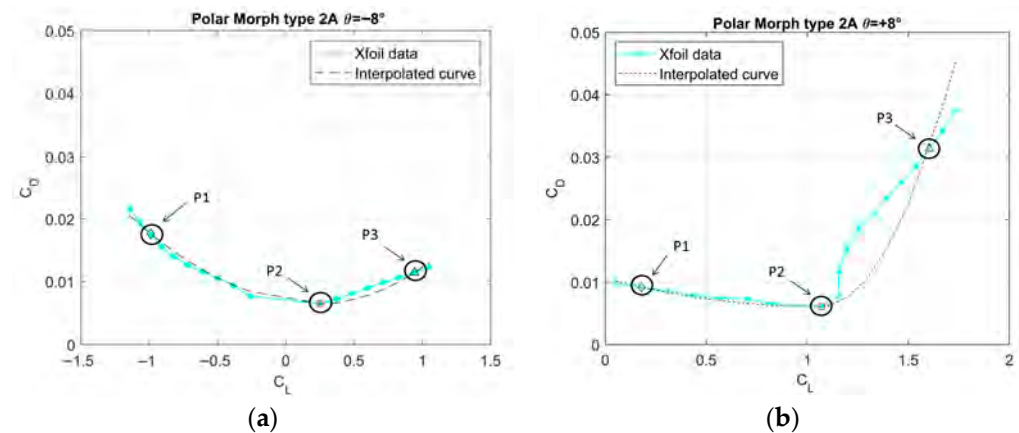 Polar Morph type 2A θ=−8°
0.05
0.04
0.03
0.02
0.01
0
C_D
Xfoil data
Interpolated curve
P1
P2
P3
−1.5
−1
−0.5
0
0.5
1
1.5
C_L
(a)
Polar Morph type 2A θ=+8°
0.05
0.04
0.03
0.02
0.01
0
C_D
Xfoil data
Interpolated curve
P3
P1
P2
0
0.5
1
1.5
2
C_L
(b)